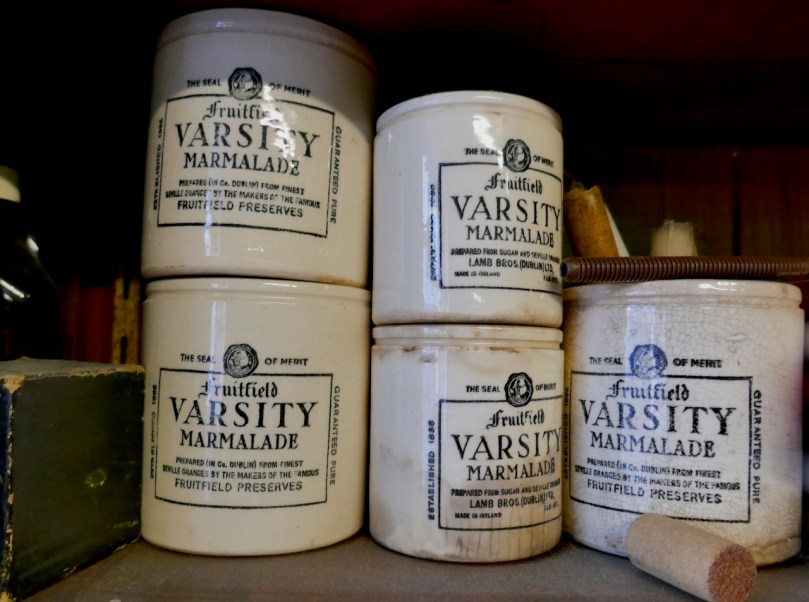 THE SEAL OF MERIT
Fruitfield
VARSITY
MARMALADE
PREPARED (IN Co. DUBLIN) FROM FINEST
SEVILLE ORANGES BY THE MAKERS OF THE FAMOUS
FRUITFIELD PRESERVES
GUARANTEED PURE
THE SEAL OF MERIT
Fruitfield
VARSITY
MARMALADE
PREPARED FROM SUGAR AND SEVILLE
LAMB BROS. (DUBLIN) LTD.
MADE IN IRELAND
THE SEAL OF MERIT
Fruitfield
VARSITY
MARMALADE
PREPARED (IN Co. DUBLIN) FROM FINEST
SEVILLE ORANGES BY THE MAKERS OF THE FAMOUS
FRUITFIELD PRESERVES
GUARANTEED PURE
ESTABLISHED
THE SEAL OF MERIT
Fruitfield
VARSITY
MARMALADE
PREPARED FROM SUGAR AND SEVILLE
LAMB BROS. (DUBLIN) LTD.
MADE IN IRELAND
THE SEAL OF MERIT
Fruitfield
VARSITY
MARMALADE
PREPARED (IN Co. DUBLIN) FROM FINEST
SEVILLE ORANGES BY THE MAKERS OF THE FAMOUS
FRUITFIELD PRESERVES
GUARANTEED PURE